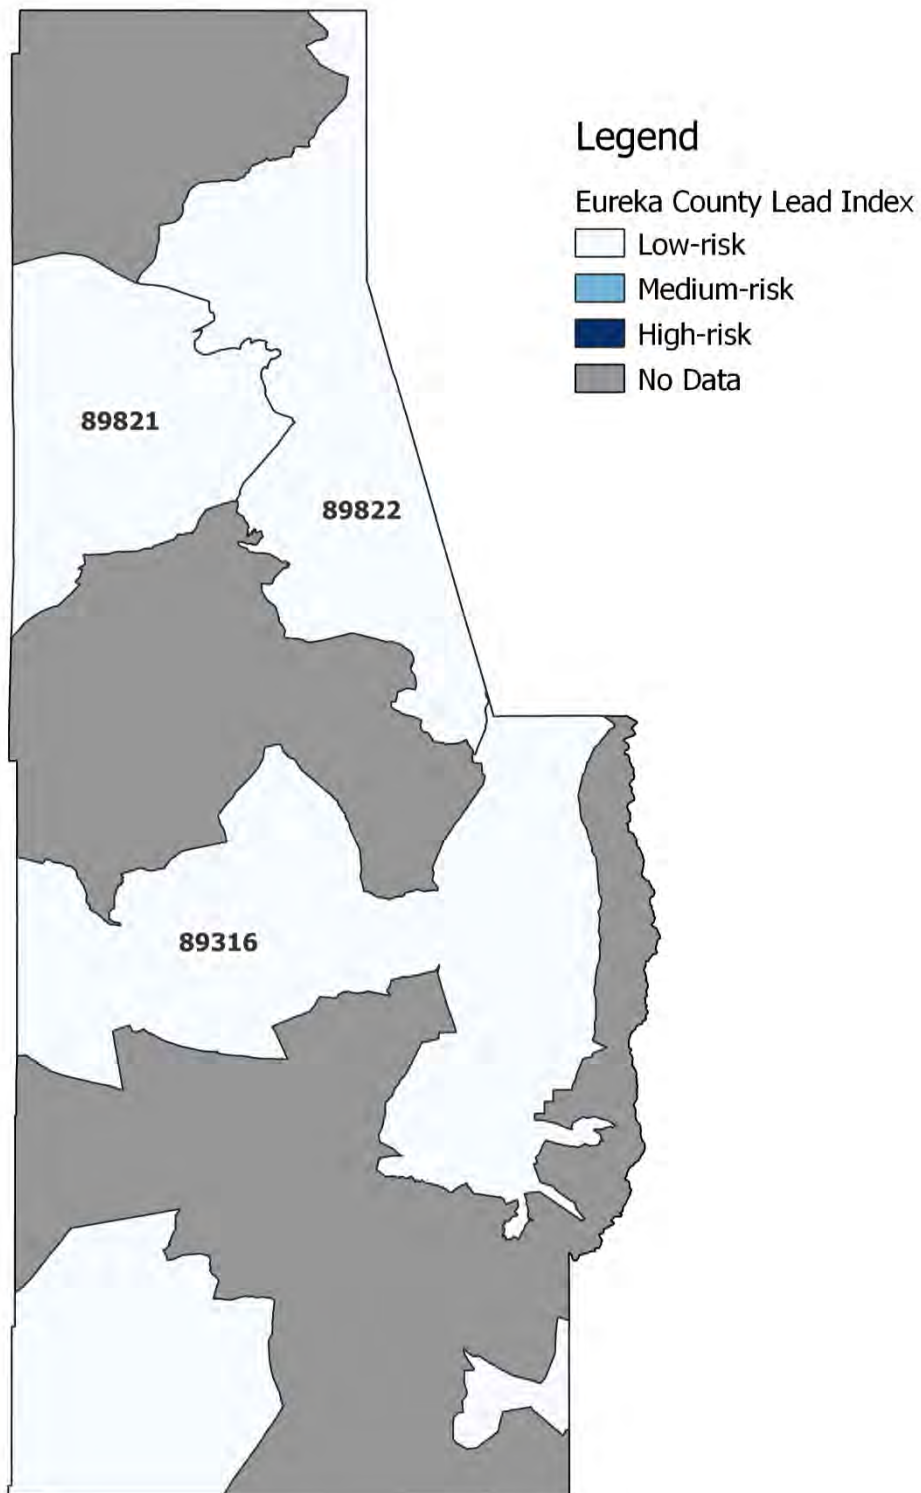 Legend
Eureka County Lead Index
Low-risk
Medium-risk
High-risk
No Data
89821
89822
89316